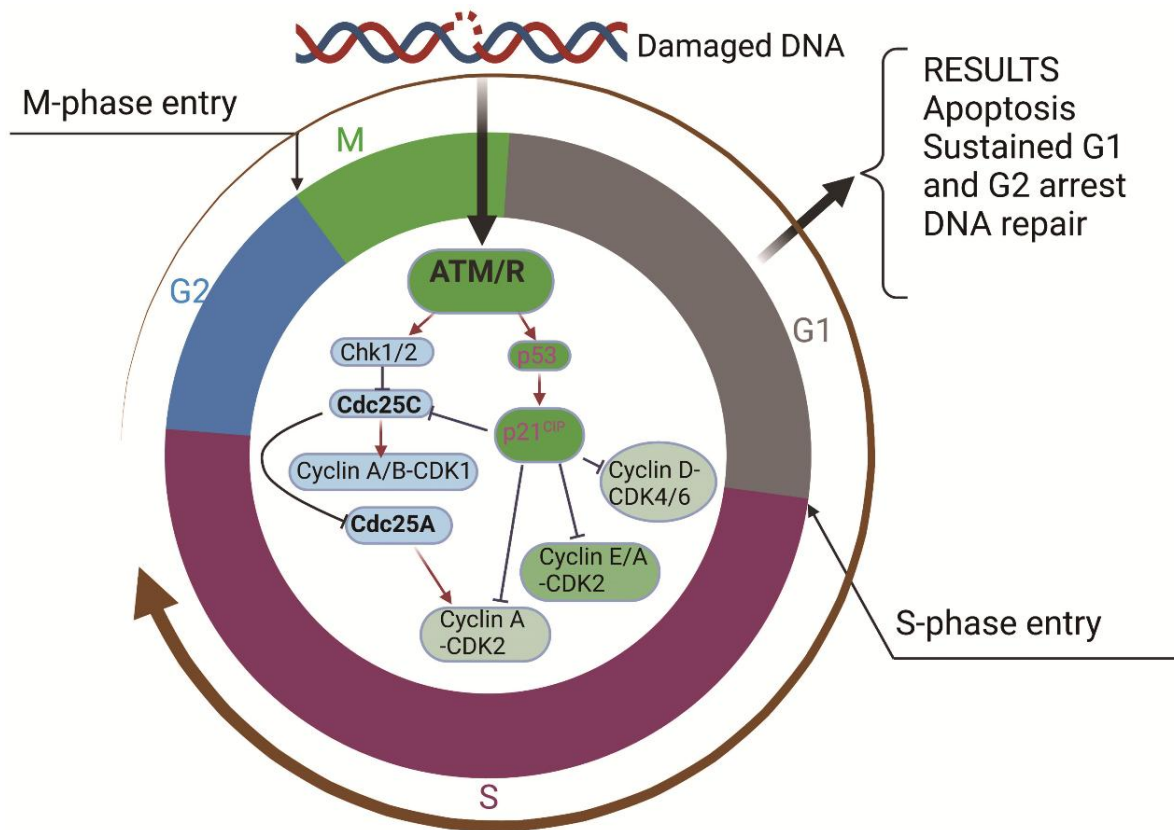 Damaged DNA
M-phase entry
RESULTS
Apoptosis
Sustained G1
and G2 arrest
DNA repair
M
G2
G1
ATM/R
Chk1/2
p53
Cdc25C
p21CIP
Cyclin A/B-CDK1
Cyclin D-
CDK4/6
Cdc25A
Cyclin E/A
-CDK2
Cyclin A
-CDK2
S-phase entry
S